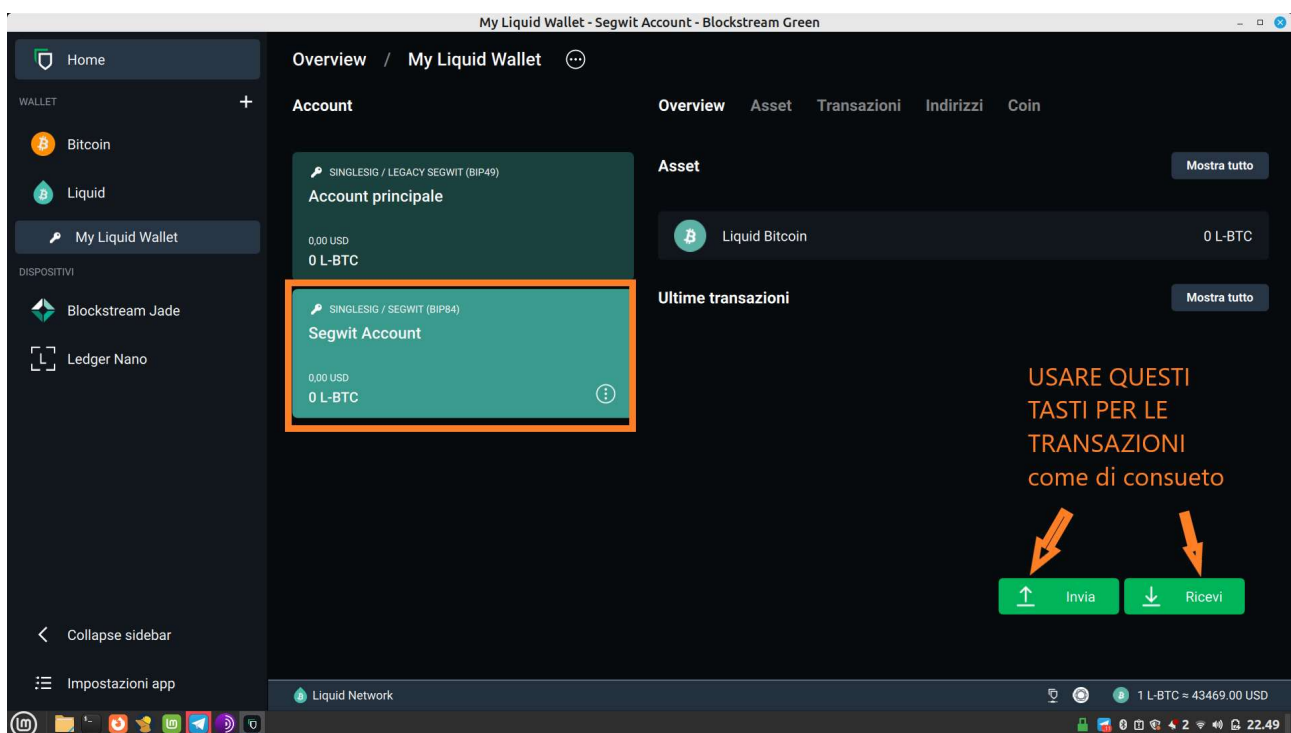 My Liquid Wallet - Segwit Account - Blockstream Green
Home
Overview / My Liquid Wallet
WALLET
Account
Overview Asset Transazioni Indirizzi Coin
Bitcoin
Liquid
My Liquid Wallet
DISPOSITIVI
Blockstream Jade
Ledger Nano
SINGLESIG / LEGACY SEGWIT (BIP49)
Account principale
0,00 USD
0 L-BTC
SINGLESIG / SEGWIT (BIP84)
Segwit Account
0,00 USD
0 L-BTC
Asset
Mostra tutto
Liquid Bitcoin
0 L-BTC
Ultime transazioni
Mostra tutto
USARE QUESTI
TASTI PER LE
TRANSAZIONI
come di consueto
Invia
Ricevi
Collapse sidebar
Impostazioni app
Liquid Network
1 L-BTC ≈ 43469.00 USD
2
22.49